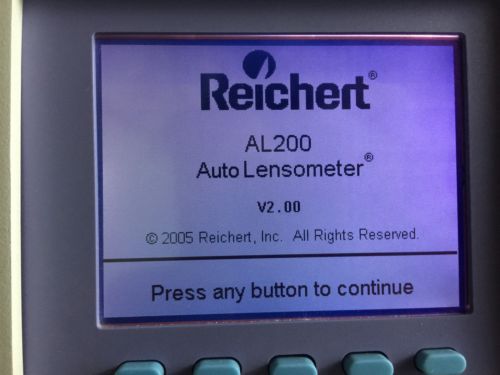 Reichert®
AL200
Auto Lensometer®
V2.00
© 2005 Reichert, Inc. All Rights Reserved.
Press any button to continue